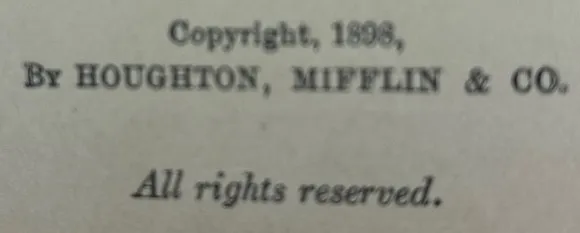 Copyright, 1898,
By HOUGHTON, MIFFLIN & CO.
All rights reserved.